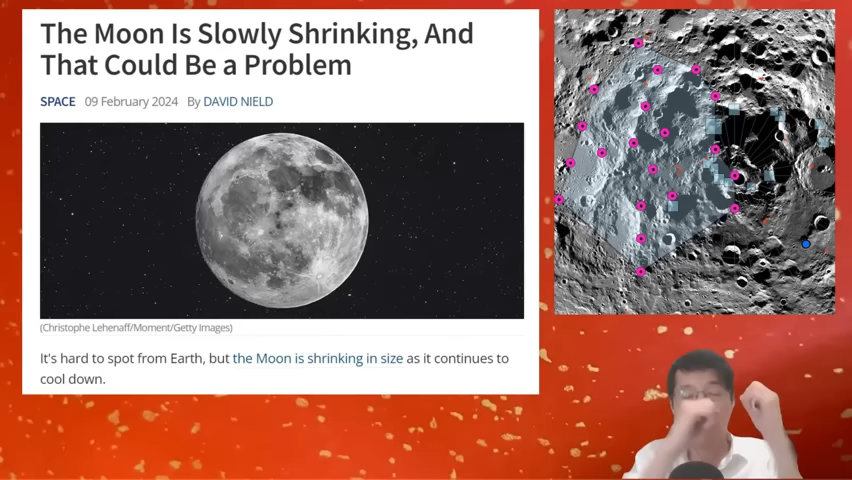 The Moon Is Slowly Shrinking, And
That Could Be a Problem
SPACE 09 February 2024 By DAVID NIELD
(Christophe Lehenaff/Moment/Getty Images)
It's hard to spot from Earth, but the Moon is shrinking in size as it continues to
cool down.